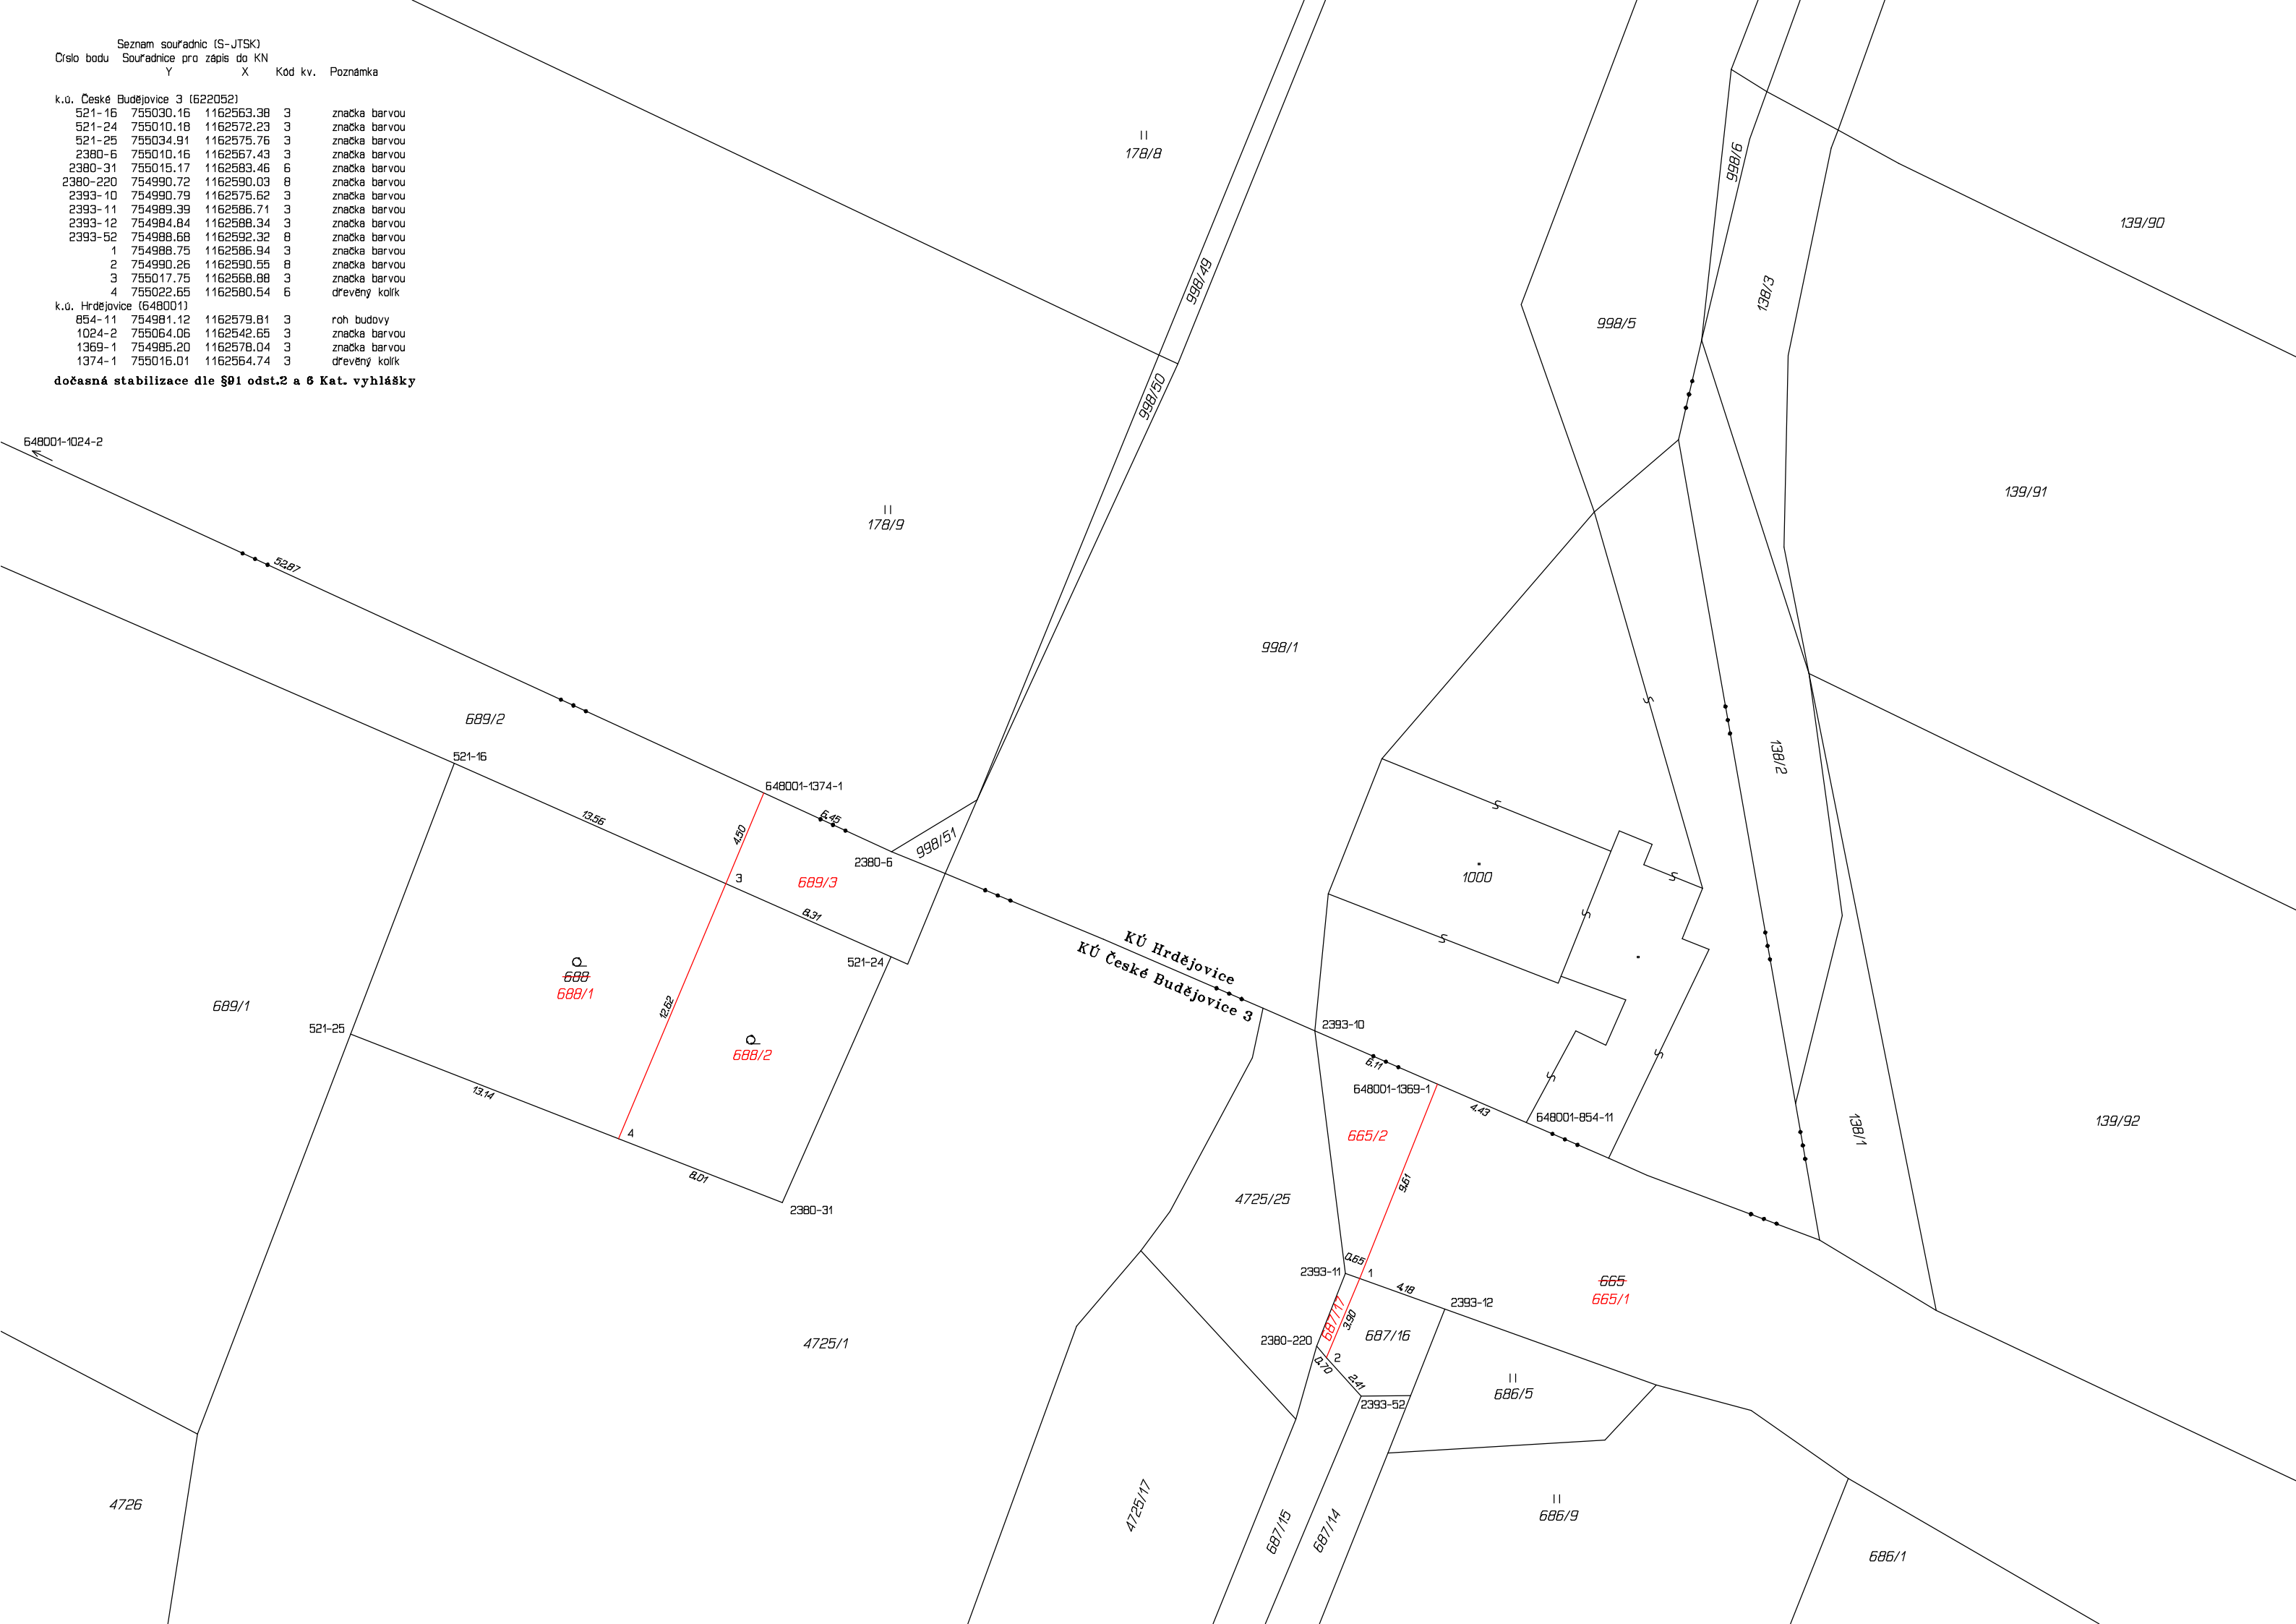 Seznam souřadnic (S-JTSK)
Číslo bodu Souřadnice pro zápis do KN
Y X Kód kv. Poznámka
k.ú. České Budějovice 3 (622052)
521-16 755030.16 1162563.38 3 značka barvou
521-24 755010.18 1162572.23 3 značka barvou
521-25 755034.91 1162575.76 3 značka barvou
2380-6 755010.16 1162567.43 3 značka barvou
2380-31 755015.17 1162583.46 6 značka barvou
2380-220 754990.72 1162590.03 8 značka barvou
2393-10 754990.79 1162575.62 3 značka barvou
2393-11 754989.39 1162586.71 3 značka barvou
2393-12 754984.84 1162588.34 3 značka barvou
2393-52 754988.68 1162592.32 8 značka barvou
1 754988.75 1162586.94 3 značka barvou
2 754990.26 1162590.55 8 značka barvou
3 755017.75 1162568.88 3 značka barvou
4 755022.65 1162580.54 6 dřevěný kolík
k.ú. Hrdějovice (648001)
854-11 754981.12 1162579.81 3 roh budovy
1024-2 755064.06 1162542.65 3 značka barvou
1369-1 754985.20 1162578.04 3 značka barvou
1374-1 755016.01 1162564.74 3 dřevěný kolík
dočasná stabilizace dle §91 odst.2 a 6 Kat. vyhlášky
178/8
998/6
139/90
998/49
138/3
998/5
998/50
648001-1024-2
139/91
178/9
52.87
998/1
689/2
521-16
138/2
648001-1374-1
13.56
4.50
6.45
998/51
2380-6
3
689/3
1000
8.31
521-24
KÚ Hrdějovice
KÚ České Budějovice 3
688
688/1
12.62
689/1
521-25
2393-10
688/2
6.11
648001-1369-1
13.14
4.43
648001-854-11
4
665/2
139/92
138/1
8.01
9.61
4725/25
2380-31
0.65
2393-11
1
665
4.18
665/1
2393-12
687/17
3.90
687/16
2380-220
4725/1
2
0.70
2.41
686/5
2393-52
4726
4725/17
687/15
687/14
686/9
686/1